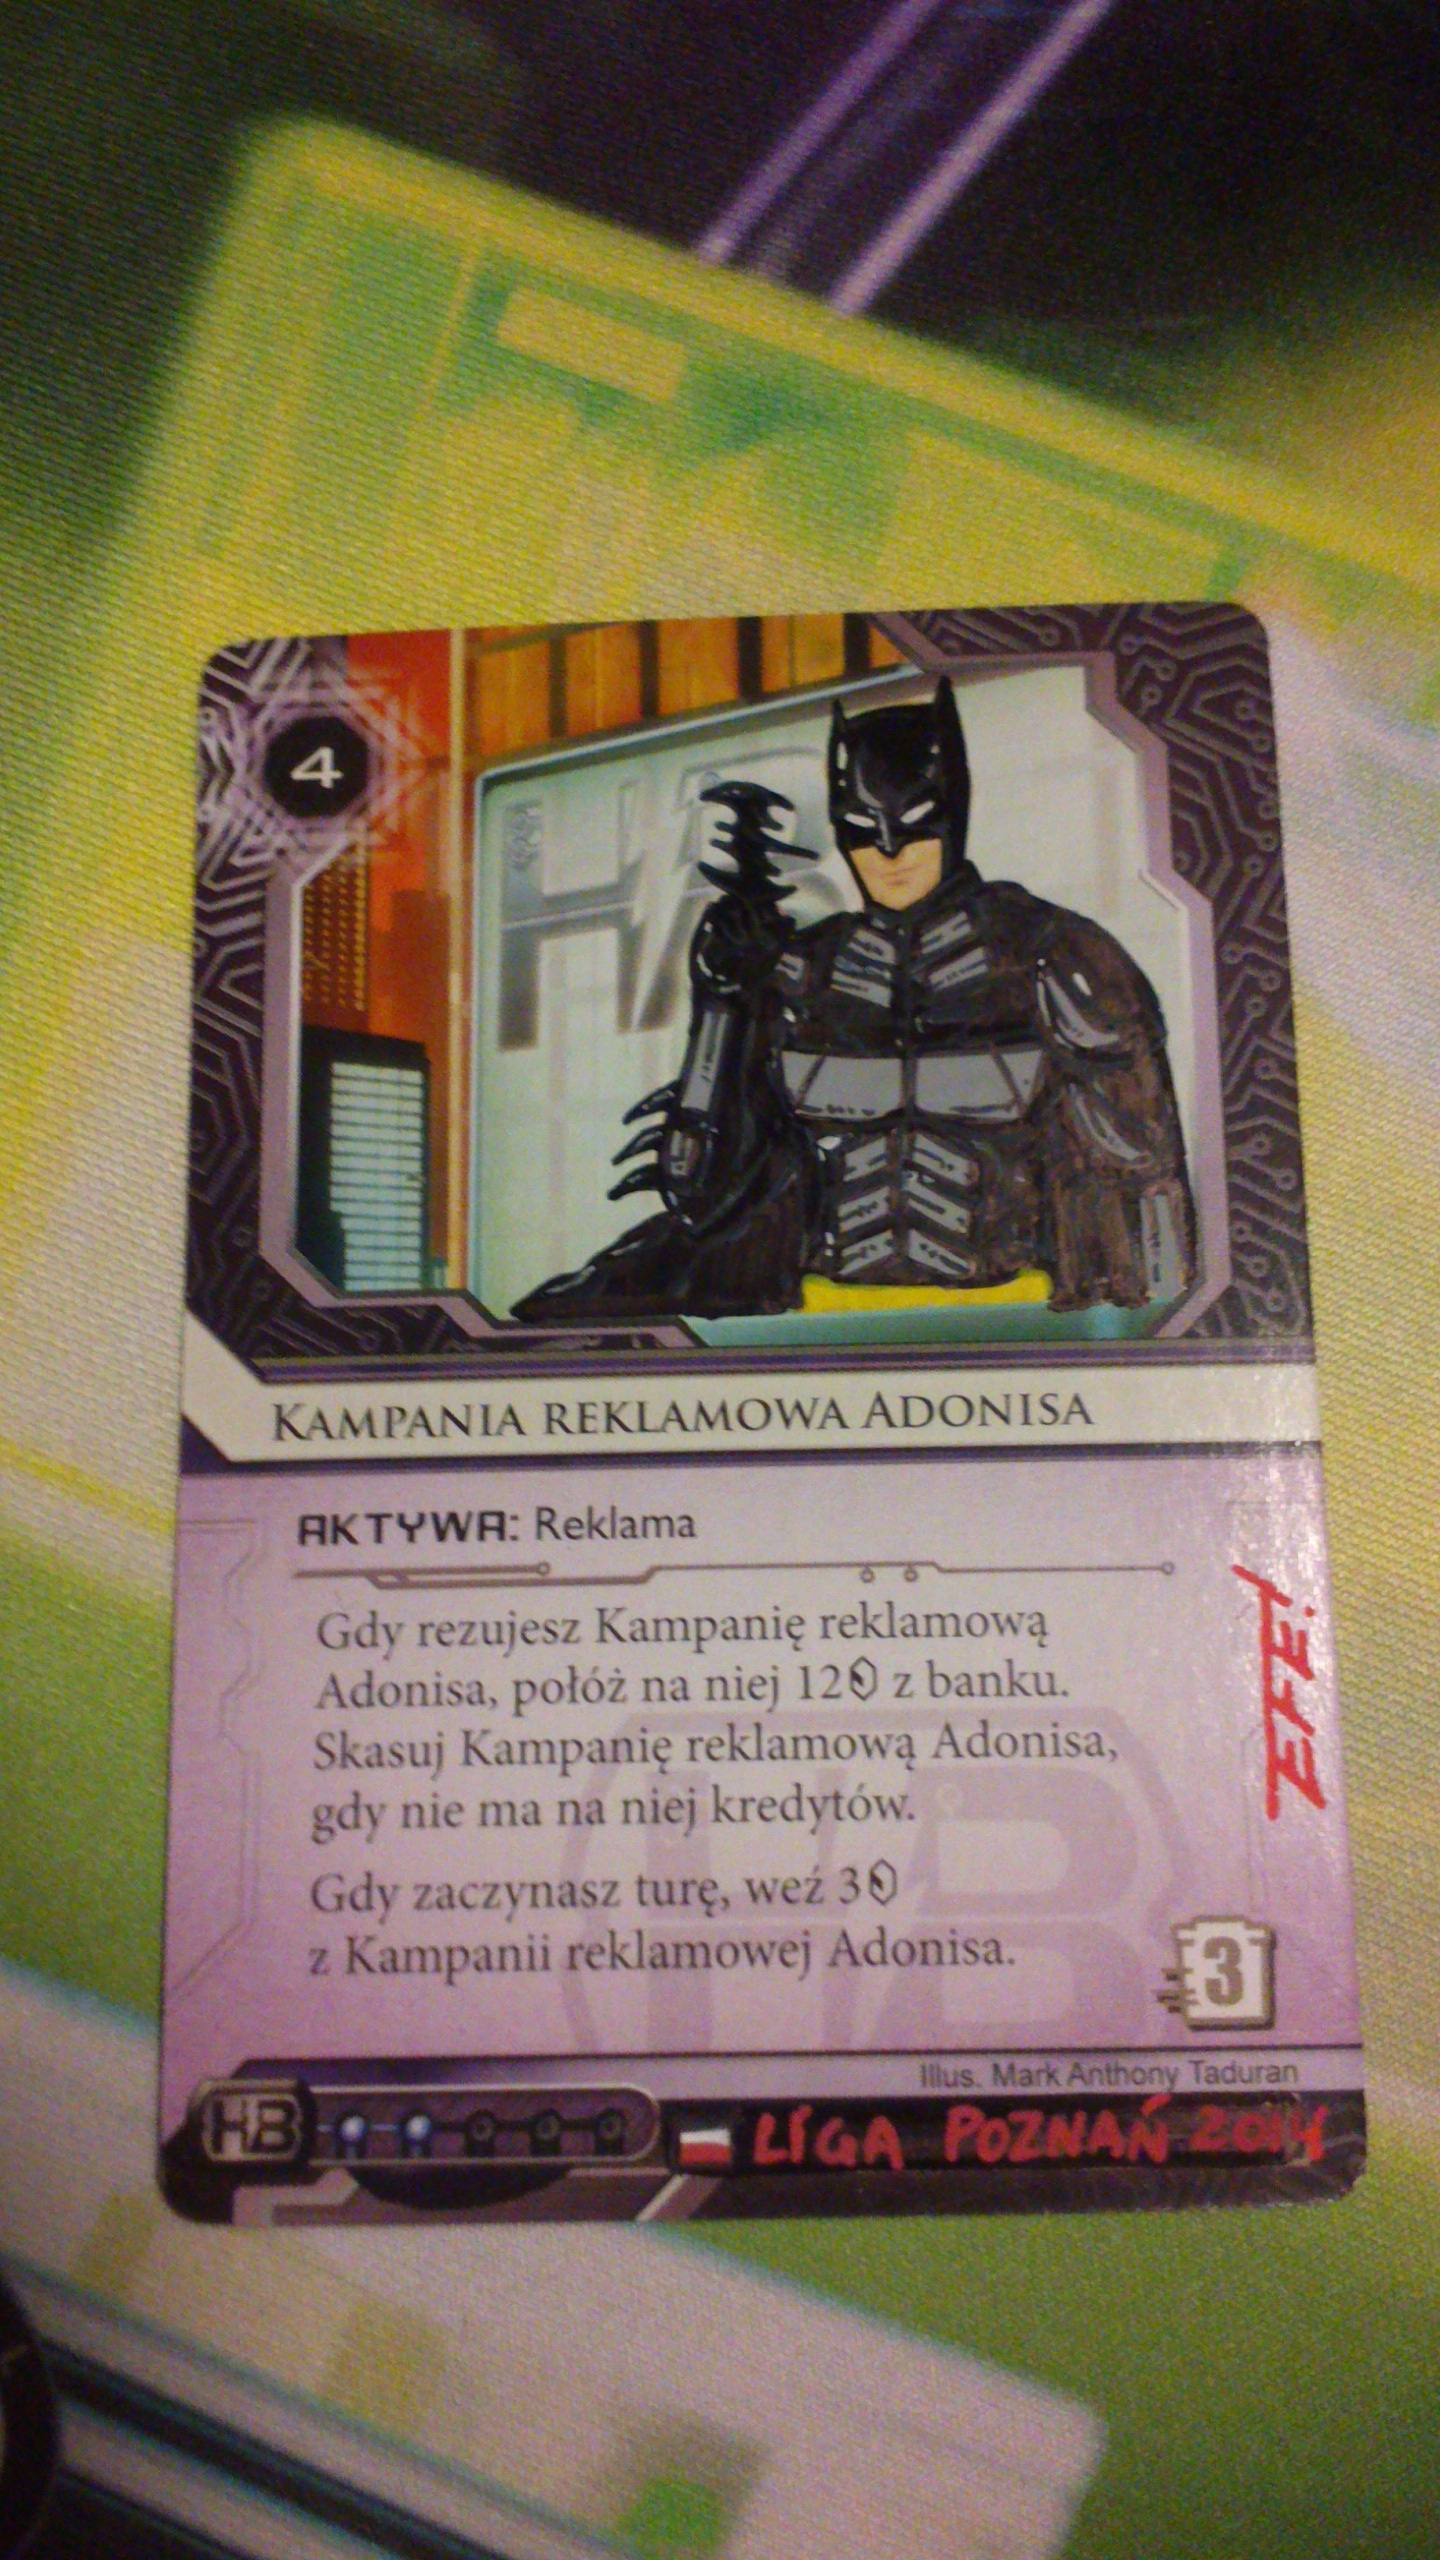 4
HB
KAMPANIA REKLAMOWA ADONISA
AKTYWA: Reklama
Gdy rezujesz Kampanię reklamową
Adonisa, połóż na niej 12 z banku.
Skasuj Kampanię reklamową Adonisa,
gdy nie ma na niej kredytów.
Gdy zaczynasz turę, weź 3
z Kampanii reklamowej Adonisa.
EFE!
3
Illus. Mark Anthony Taduran
HB
LIGA POZNAŃ 2014